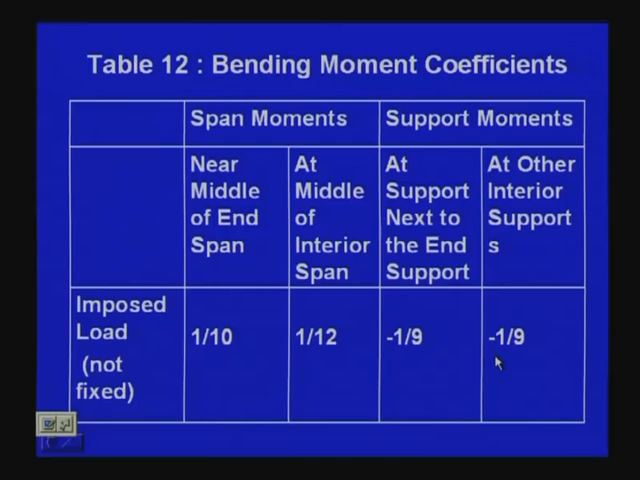 Table 12 : Bending Moment Coefficients
Span Moments
Support Moments
Near
Middle
of End
Span
At
Middle
of
Interior
Span
At
Support
Next to
the End
Support
At Other
Interior
Support
s
Imposed
Load
(not
fixed)
1/10
1/12
-1/9
-1/9